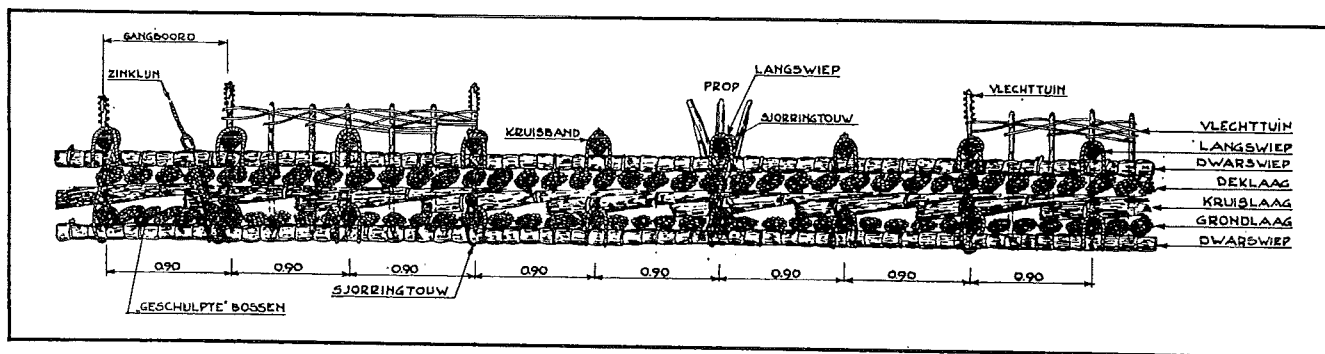 GANGBOORD
ZINKLIJN
PROP
LANGSWIEP
SJORRINGTOUW
KRUISBAND
VLECHTTUIN
VLECHTTUIN
LANGSWIEP
DWARSWIEP
DEKLAAG
KRUISLAAG
GRONDLAAG
DWARSWIEP
0.90 0.90 0.90 0.90 0.90 0.90 0.90 0.90
SJORRINGTOUW
„GESCHULPTE" BOSSEN